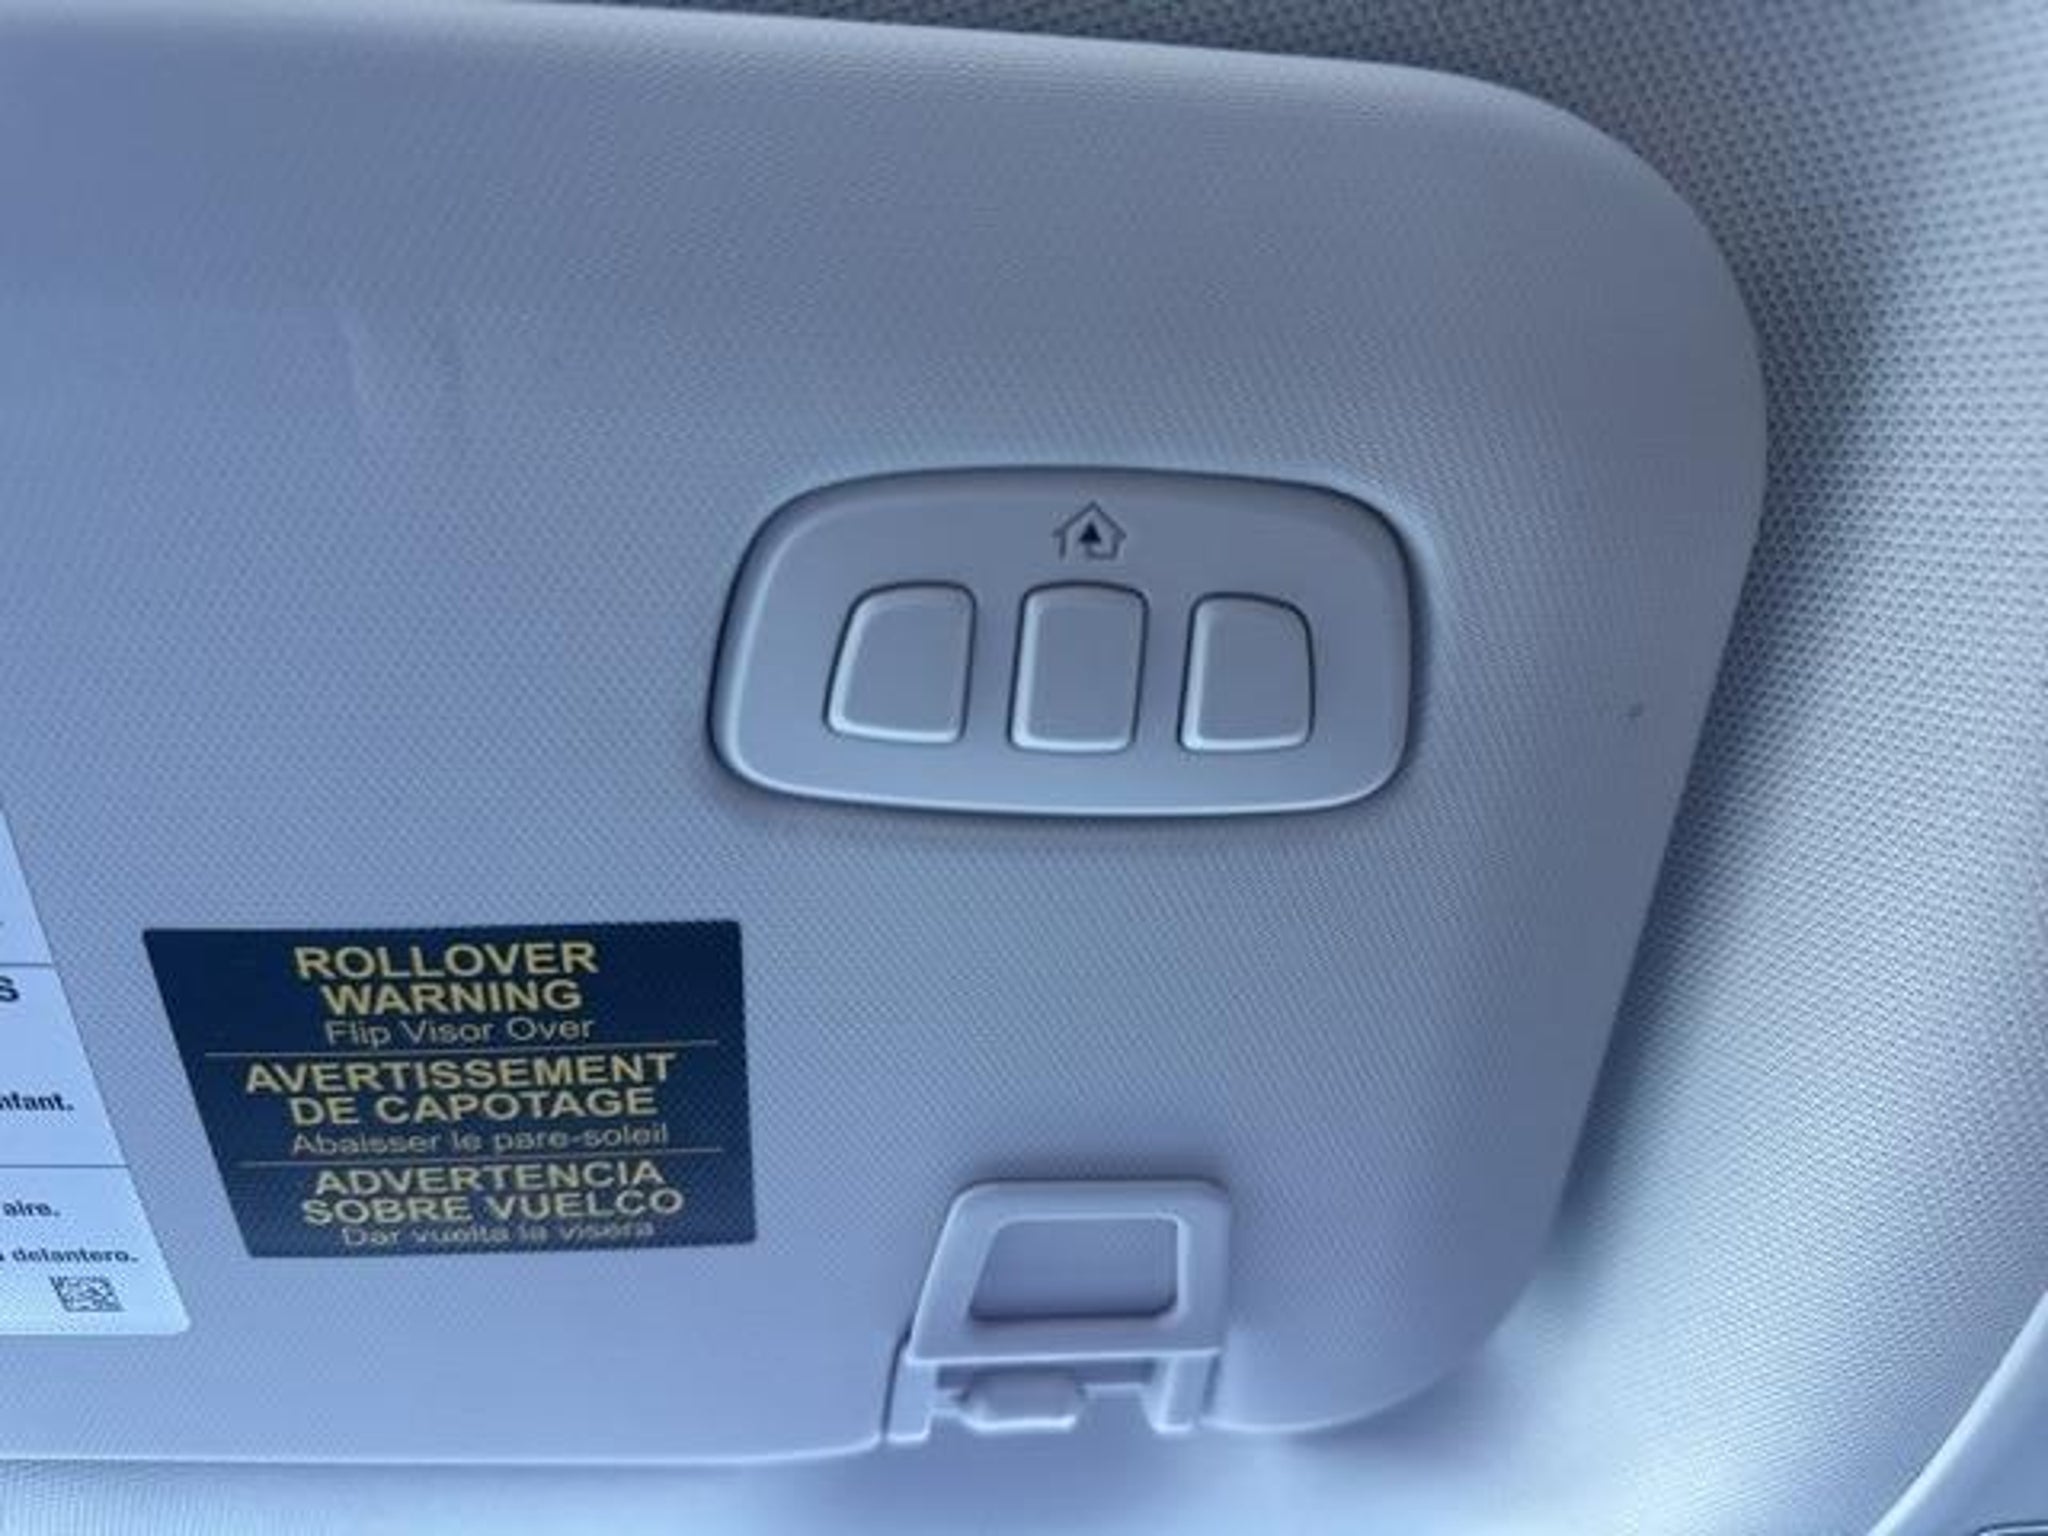 S
nfant.
aire.
delantero.
ROLLOVER
WARNING
Flip Visor Over
AVERTISSEMENT
DE CAPOTAGE
Abaisser le pare-soleil
ADVERTENCIA
SOBRE VUELCO
Dar vuelta la visera